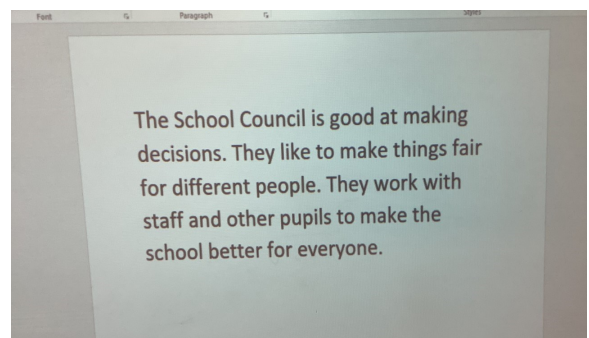 Font Paragraph Styles
The School Council is good at making
decisions. They like to make things fair
for different people. They work with
staff and other pupils to make the
school better for everyone.